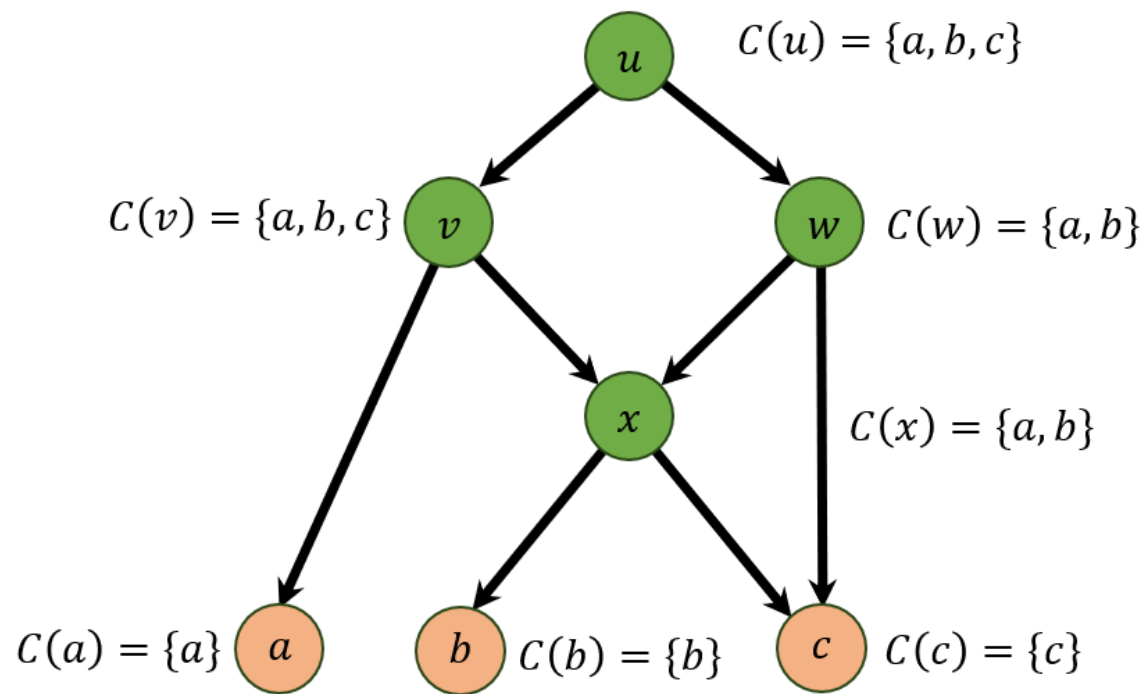 u
C(u) = {a, b, c}
C(v) = {a, b, c}
v
w
C(w) = {a, b}
x
C(x) = {a, b}
C(a) = {a}
a
b
C(b) = {b}
c
C(c) = {c}